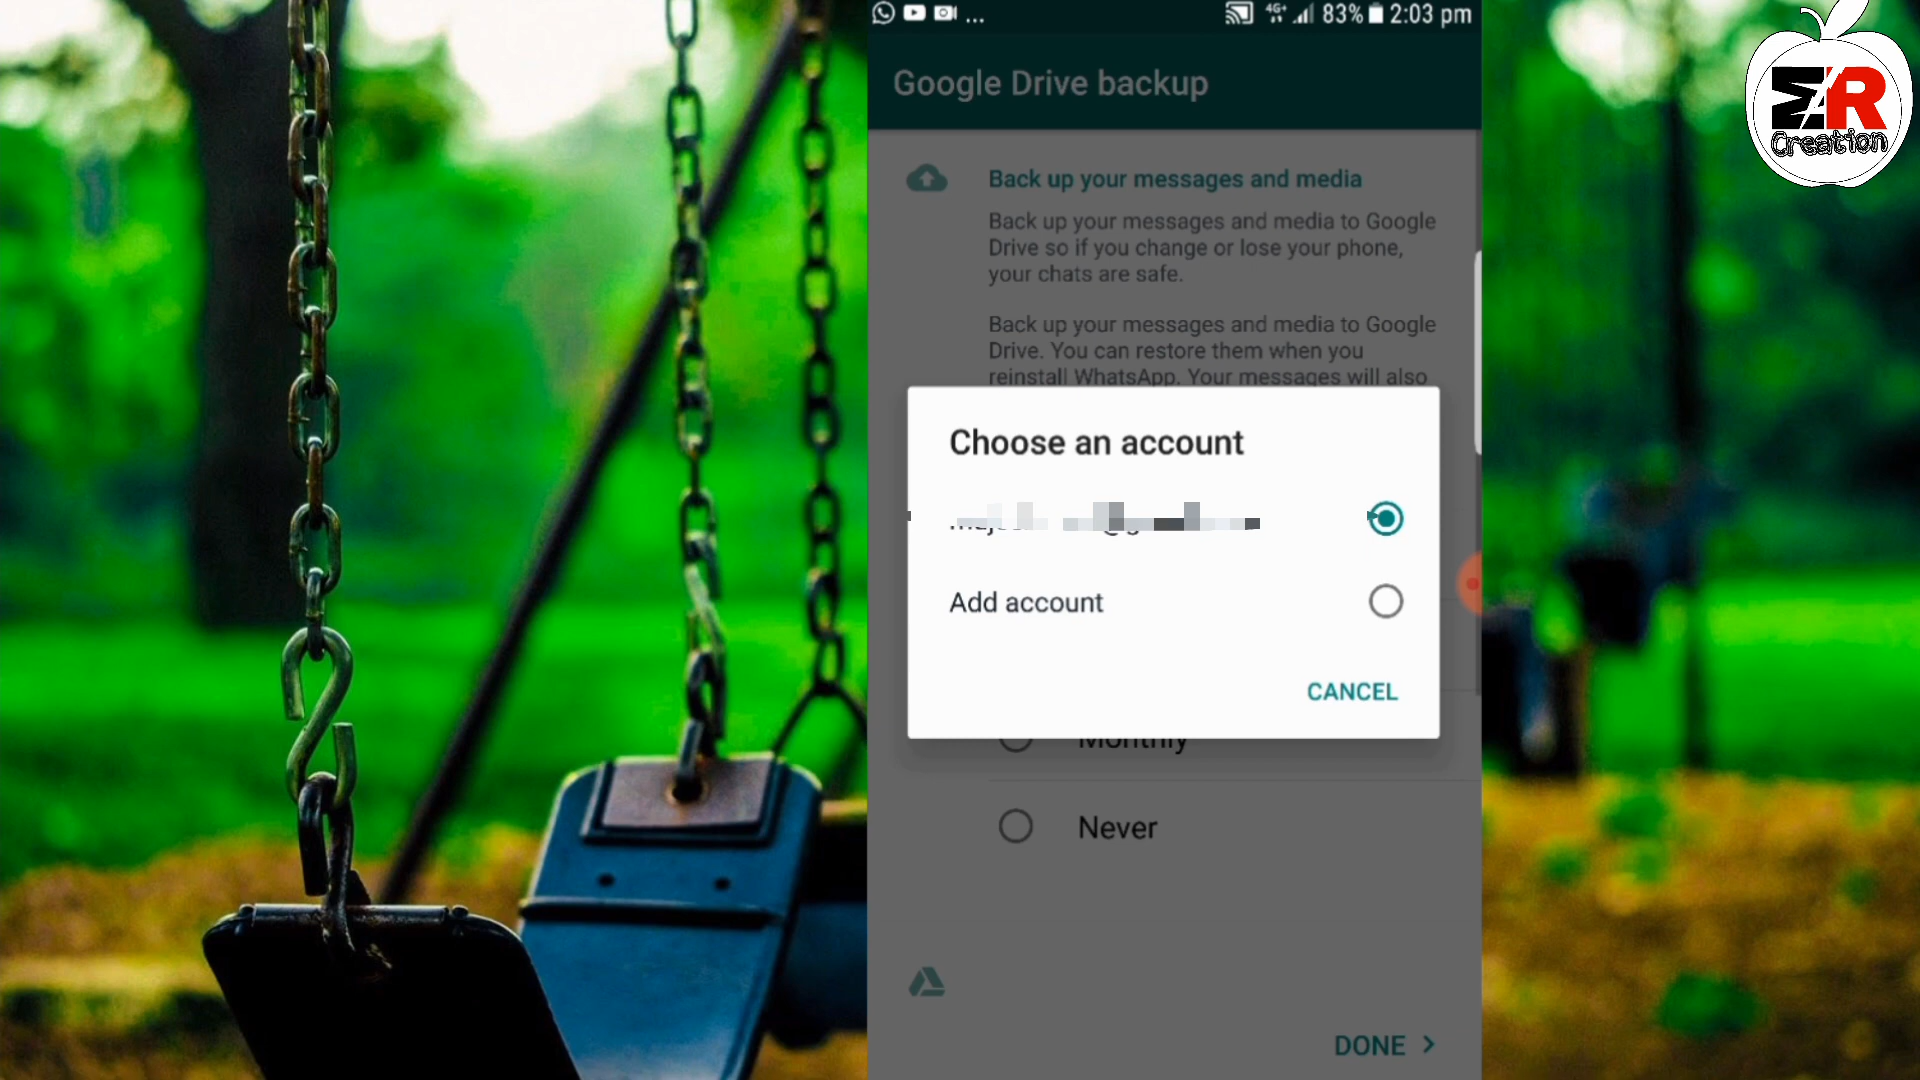 ... 4G+ 83% 2:03 pm
Google Drive backup
Back up your messages and media
Back up your messages and media to Google
Drive so if you change or lose your phone,
your chats are safe.
Back up your messages and media to Google
Drive. You can restore them when you
reinstall WhatsApp. Your messages will also
Choose an account
Add account
CANCEL
Monthly
Never
DONE >
ER
Creation